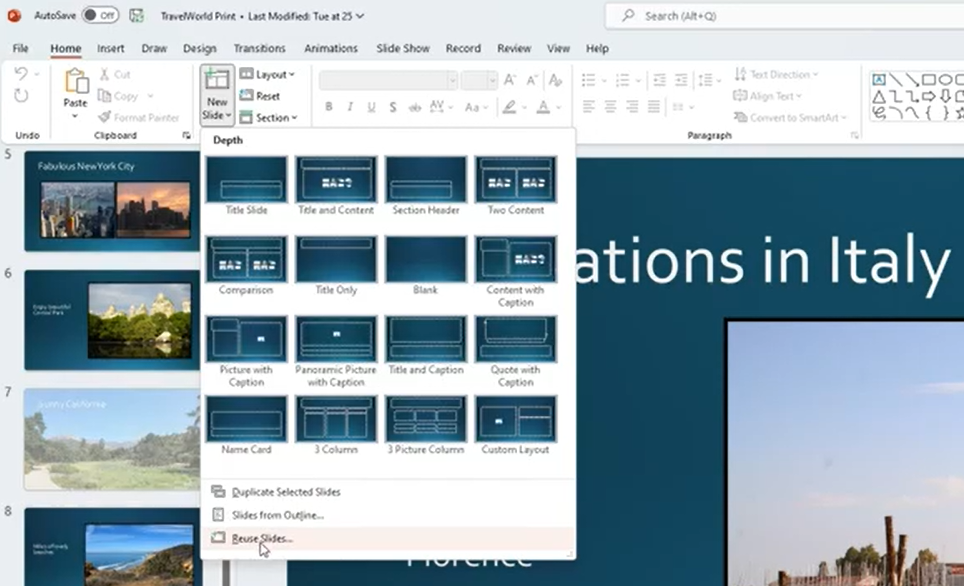 AutoSave Off TravelWorld Print • Last Modified: Tue at 25 Search (Alt+Q)
File Home Insert Draw Design Transitions Animations Slide Show Record Review View Help
Paste
Cut
Copy
Format Painter
New Slide
Layout
Reset
Section
B I U S ab AV Aa A
Text Direction
Align Text
Convert to SmartArt
Undo Clipboard Paragraph
Depth
Title Slide Title and Content Section Header Two Content
Comparison Title Only Blank Content with Caption
Picture with Caption Panoramic Picture with Caption Title and Caption Quote with Caption
Name Card 3 Column 3 Picture Column Custom Layout
Duplicate Selected Slides
Slides from Outline...
Reuse Slides...
5
Fabulous New York City
6
Enjoy beautiful
Central Park
7
Sunny California
8
ations in Italy
Florence